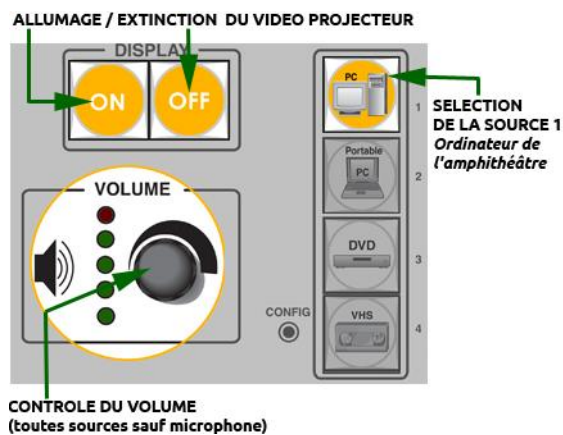 ALLUMAGE / EXTINCTION DU VIDEO PROJECTEUR
DISPLAY
ON OFF
PC
1
SELECTION
DE LA SOURCE 1
Ordinateur de
l'amphithéâtre
Portable
PC
2
VOLUME
DVD
3
CONFIG
VHS
4
CONTROLE DU VOLUME
(toutes sources sauf microphone)